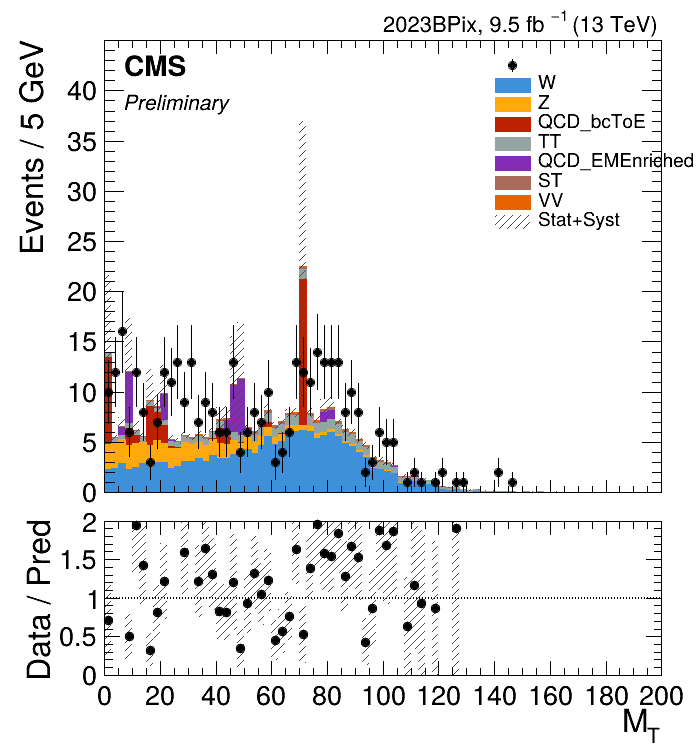 2023BPix, 9.5 fb⁻¹ (13 TeV)
CMS
Preliminary
W
Z
QCD_bcToE
TT
QCD_EMEnriehed
ST
VV
Stat+Syst
Events / 5 GeV
40
35
30
25
20
15
10
5
0
Data / Pred
2
1.5
1
0.5
0
0 20 40 60 80 100 120 140 160 180 200
M_T